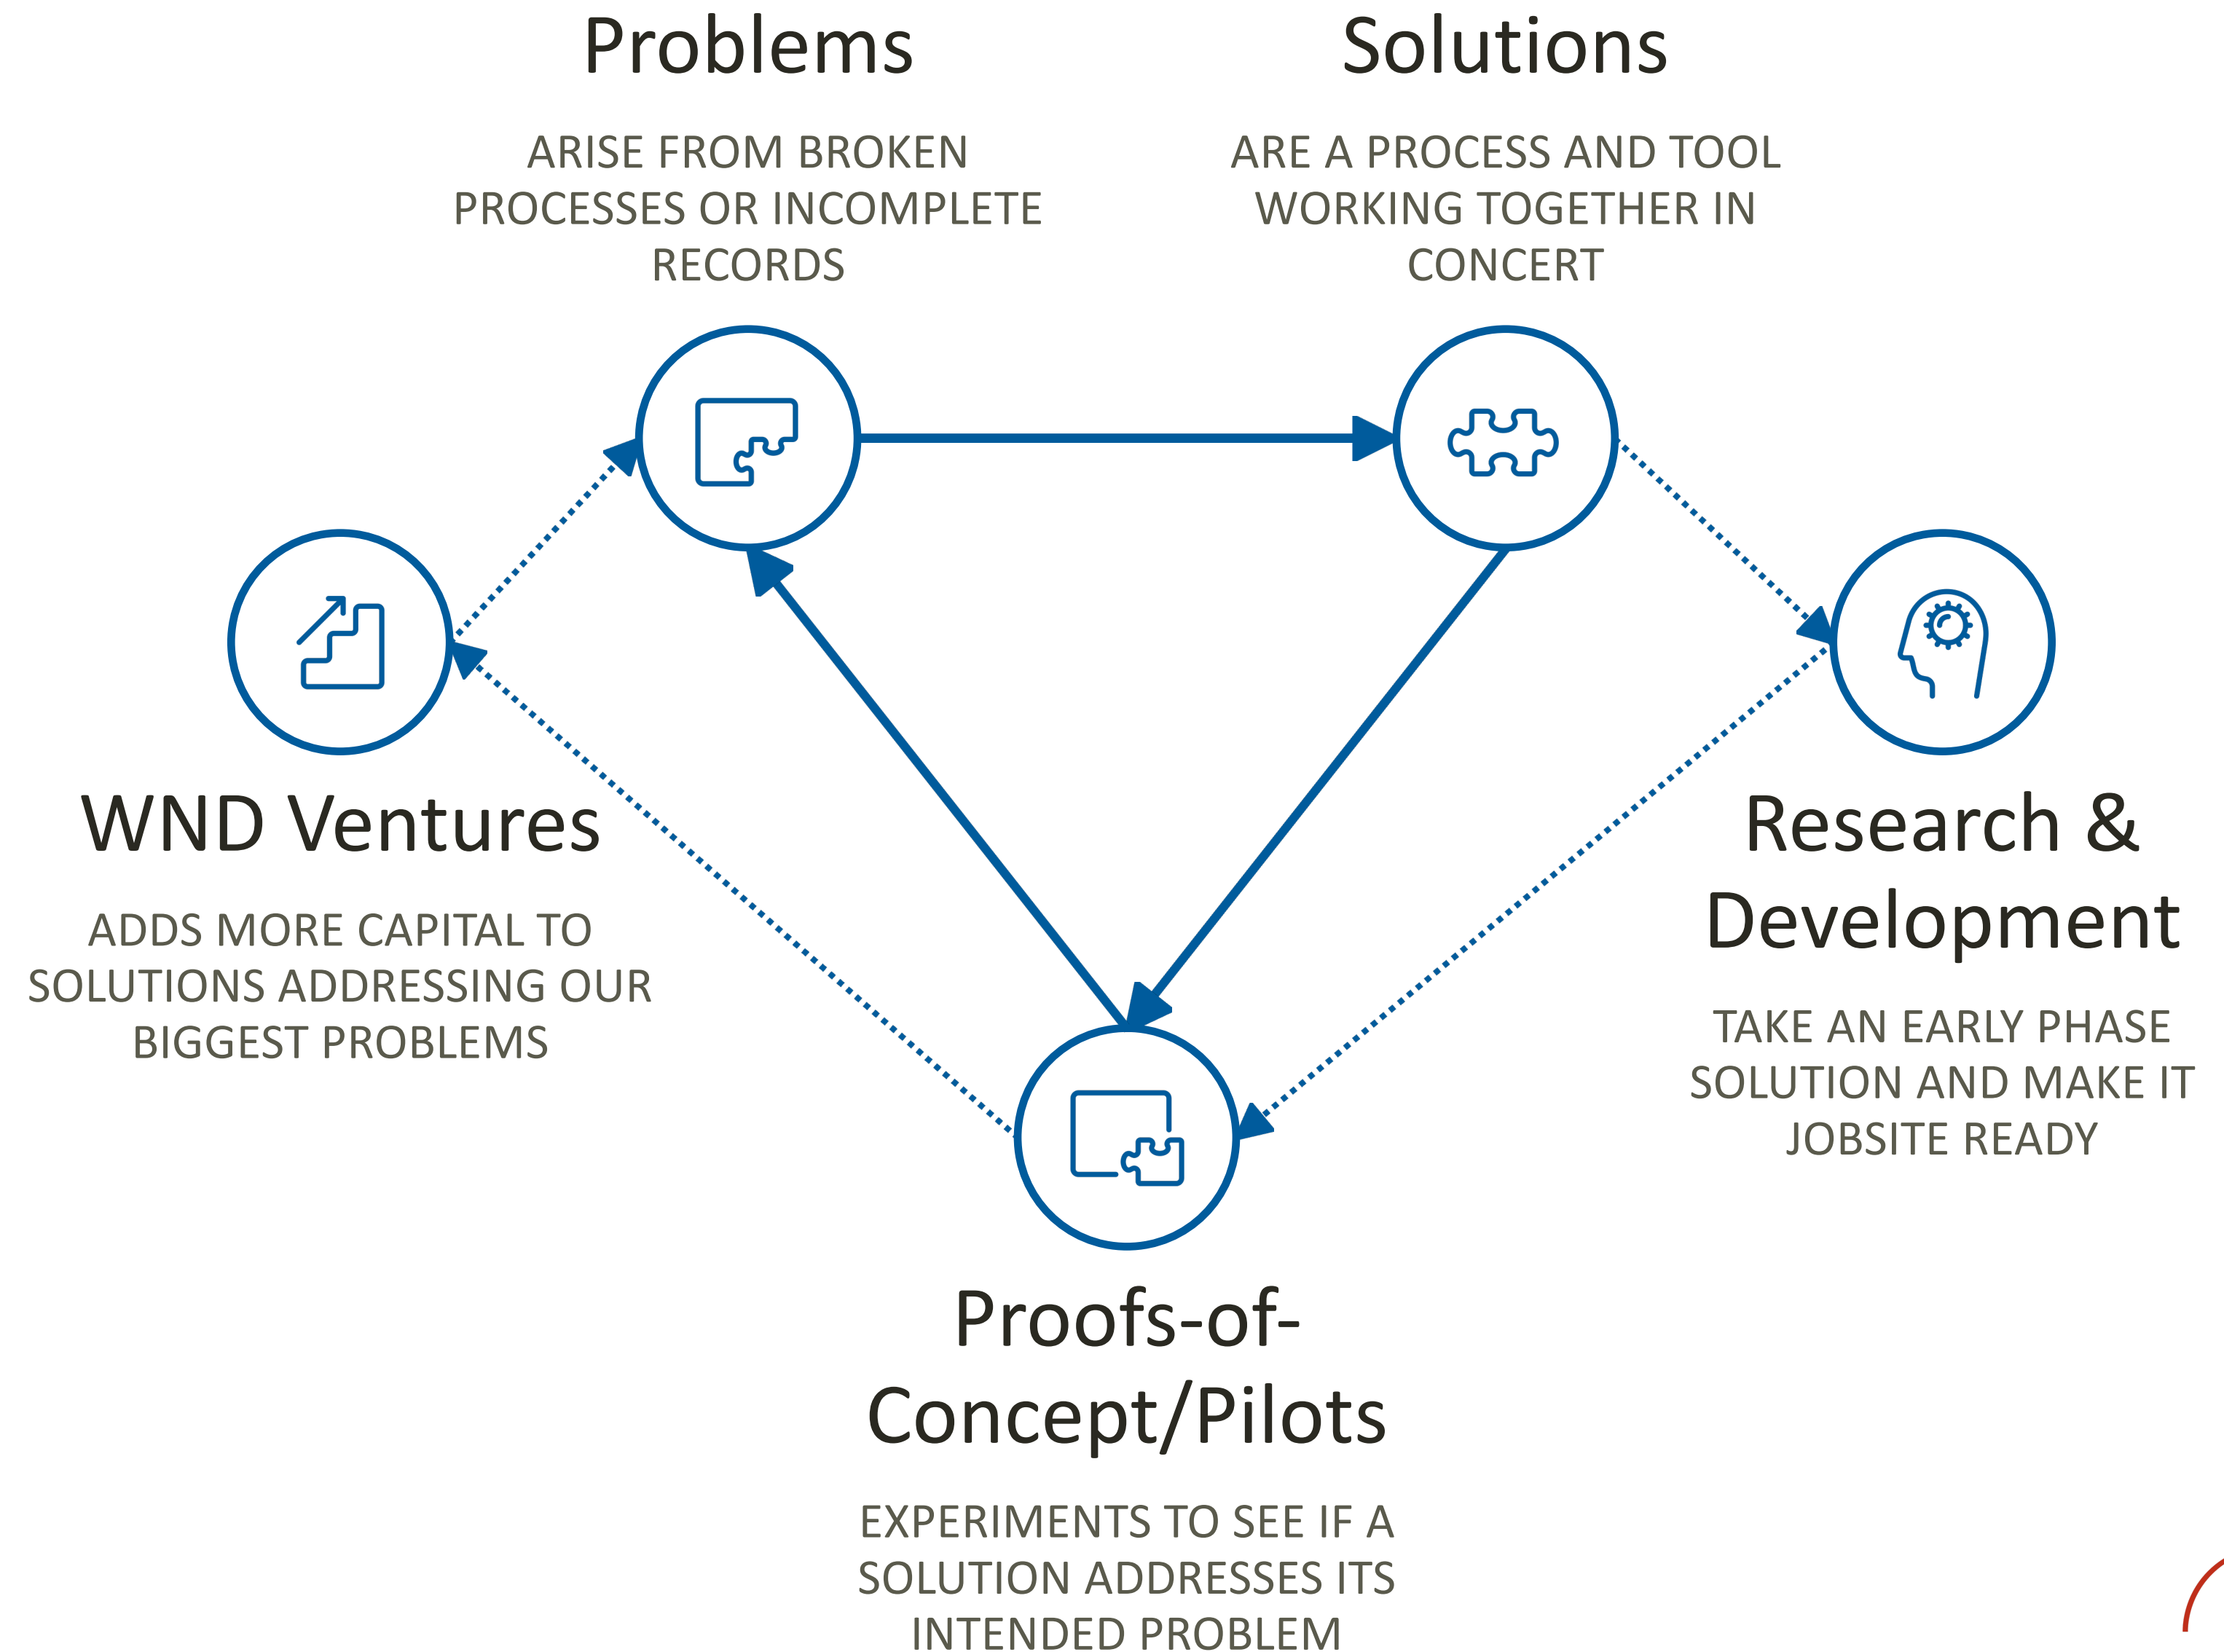 Problems
ARISE FROM BROKEN
PROCESSES OR INCOMPLETE
RECORDS
Solutions
ARE A PROCESS AND TOOL
WORKING TOGETHER IN
CONCERT
WND Ventures
ADDS MORE CAPITAL TO
SOLUTIONS ADDRESSING OUR
BIGGEST PROBLEMS
Research &
Development
TAKE AN EARLY PHASE
SOLUTION AND MAKE IT
JOBSITE READY
Proofs-of-
Concept/Pilots
EXPERIMENTS TO SEE IF A
SOLUTION ADDRESSES ITS
INTENDED PROBLEM